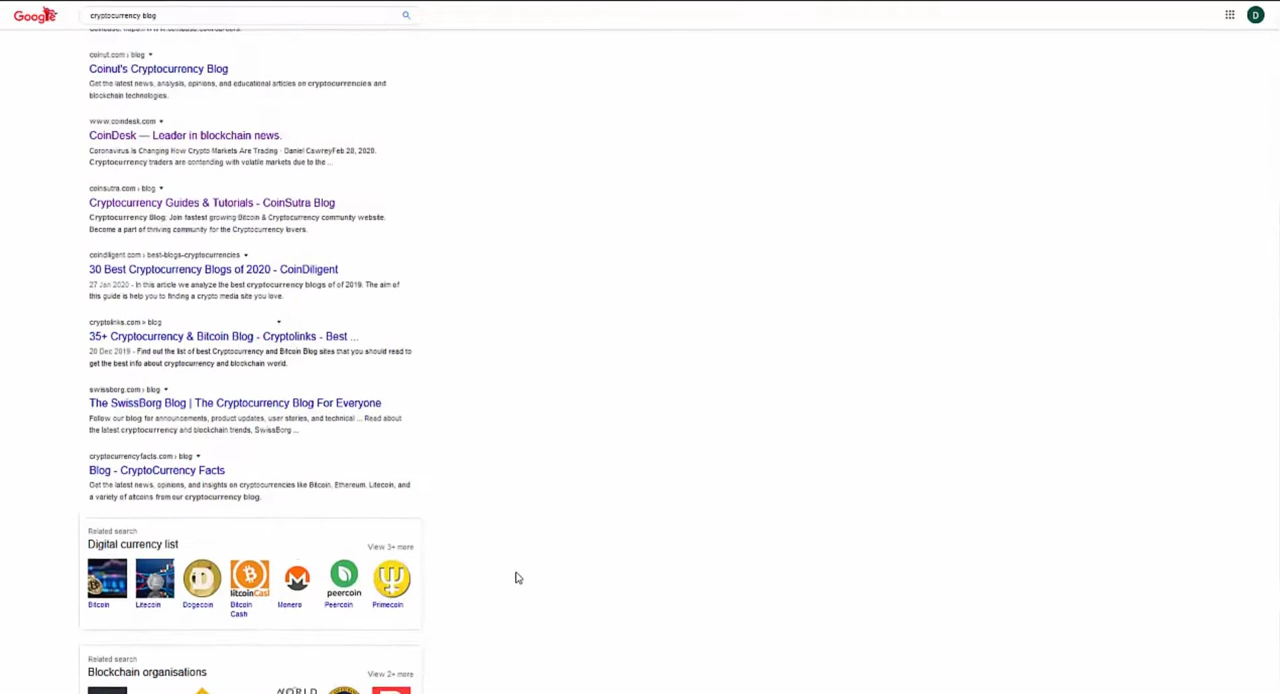 Google
cryptocurrency blog
D
coinut.com › blog
Coinut's Cryptocurrency Blog
Get the latest news, analysis, opinions, and educational articles on cryptocurrencies and
blockchain technologies.
www.coindesk.com
CoinDesk — Leader in blockchain news.
Coronavirus Is Changing How Crypto Markets Are Trading · Daniel CawreyFeb 28, 2020.
Cryptocurrency traders are contending with volatile markets due to the ...
coinsutra.com › blog
Cryptocurrency Guides & Tutorials - CoinSutra Blog
Cryptocurrency Blog: Join fastest growing Bitcoin & Cryptocurrency community website.
Become a part of thriving community for the Cryptocurrency lovers.
coindiligent.com › best-blogs-cryptocurrencies
30 Best Cryptocurrency Blogs of 2020 - CoinDiligent
27 Jan 2020 - In this article we analyze the best cryptocurrency blogs of of 2019. The aim of
this guide is help you to finding a crypto media site you love.
cryptolinks.com > blog
35+ Cryptocurrency & Bitcoin Blog - Cryptolinks - Best ...
20 Dec 2019 - Find out the list of best Cryptocurrency and Bitcoin Blog sites that you should read to
get the best info about cryptocurrency and blockchain world.
swissborg.com › blog
The SwissBorg Blog | The Cryptocurrency Blog For Everyone
Follow our blog for announcements, product updates, user stories, and technical ... Read about
the latest cryptocurrency and blockchain trends, SwissBorg ...
cryptocurrencyfacts.com › blog
Blog - CryptoCurrency Facts
Get the latest news, opinions, and insights on cryptocurrencies like Bitcoin, Ethereum, Litecoin, and
a variety of altcoins from our cryptocurrency blog.
Related search
Digital currency list
View 3+ more
peercoin
Bitcoin
Litecoin
Dogecoin
Bitcoin
Cash
Monero
Peercoin
Primecoin
Related search
Blockchain organisations
View 2+ more
WORLD